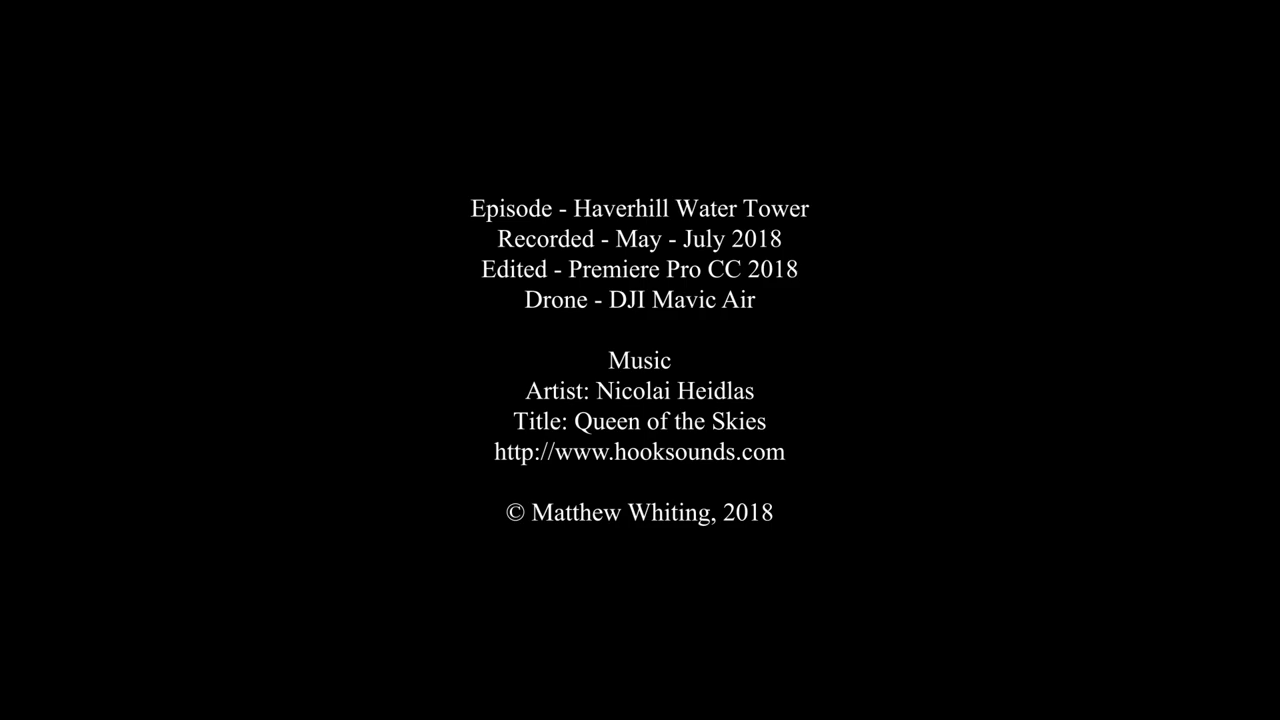 Episode - Haverhill Water Tower
Recorded - May - July 2018
Edited - Premiere Pro CC 2018
Drone - DJI Mavic Air
Music
Artist: Nicolai Heidlas
Title: Queen of the Skies
http://www.hooksounds.com
© Matthew Whiting, 2018